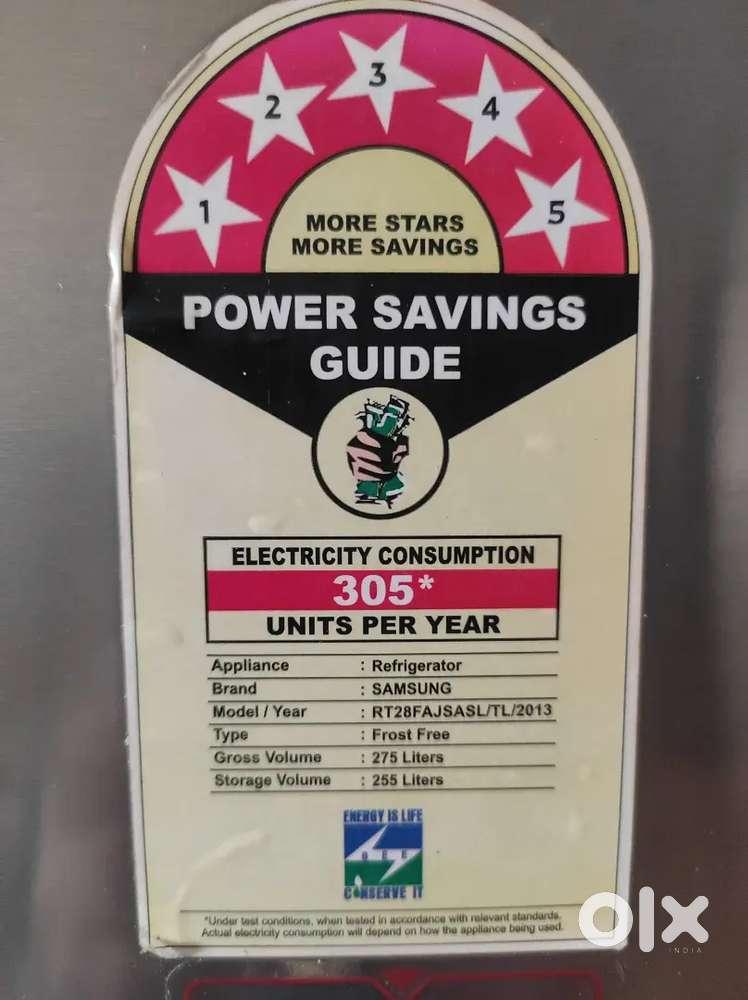 1 2 3 4 5
MORE STARS
MORE SAVINGS
POWER SAVINGS
GUIDE
ELECTRICITY CONSUMPTION
305*
UNITS PER YEAR
Appliance : Refrigerator
Brand : SAMSUNG
Model / Year : RT28FAJSASL/TL/2013
Type : Frost Free
Gross Volume : 275 Liters
Storage Volume : 255 Liters
ENERGY IS LIFE
BEE
CONSERVE IT
*Under test conditions, when tested in accordance with relevant standards.
Actual electricity consumption will depend on how the appliance being used.
olx
INDIA